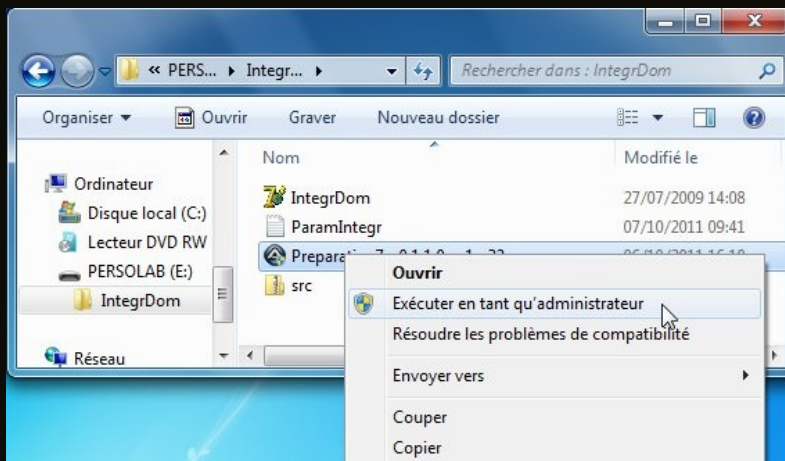 « PERS... Integr...
Rechercher dans : IntegrDom
Organiser
Ouvrir
Graver
Nouveau dossier
Nom
Modifié le
Ordinateur
Disque local (C:)
Lecteur DVD RW
PERSOLAB (E:)
IntegrDom
Réseau
IntegrDom 27/07/2009 14:08
ParamIntegr 07/10/2011 09:41
src
Ouvrir
Exécuter en tant qu'administrateur
Résoudre les problèmes de compatibilité
Envoyer vers
Couper
Copier